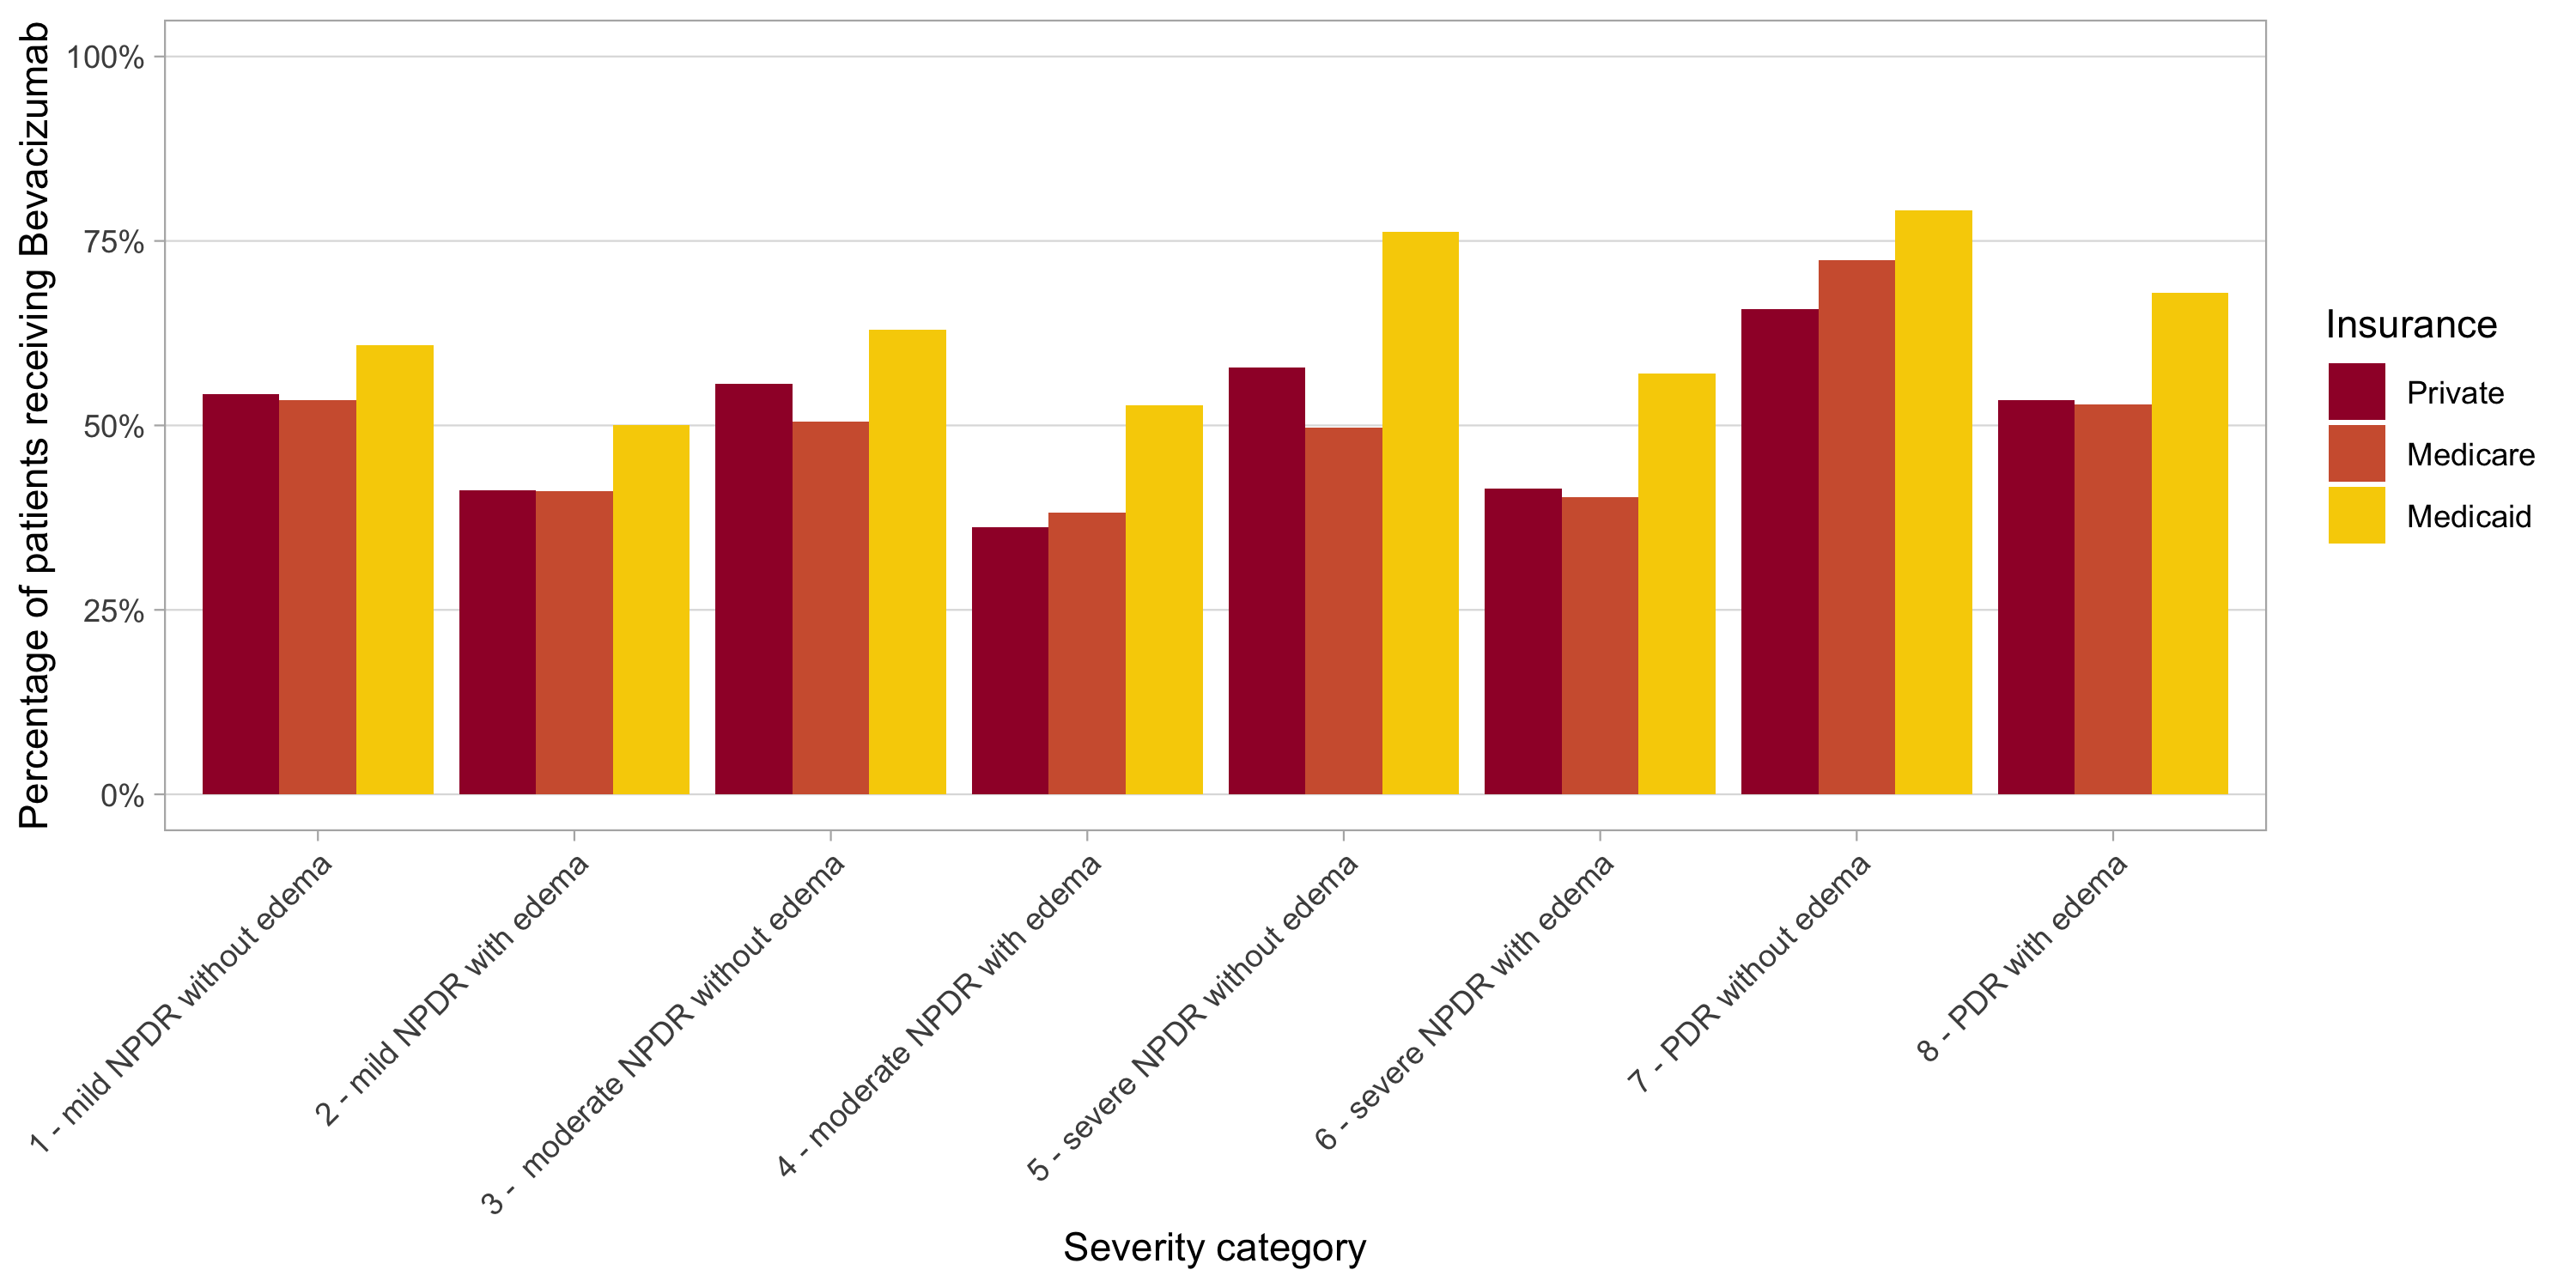 Percentage of patients receiving Bevacizumab
100%
75%
50%
25%
0%
1 - mild NPDR without edema
2 - mild NPDR with edema
3 -  moderate NPDR without edema
4 - moderate NPDR with edema
5 - severe NPDR without edema
6 - severe NPDR with edema
7 - PDR without edema
8 - PDR with edema
Severity category
Insurance
Private
Medicare
Medicaid